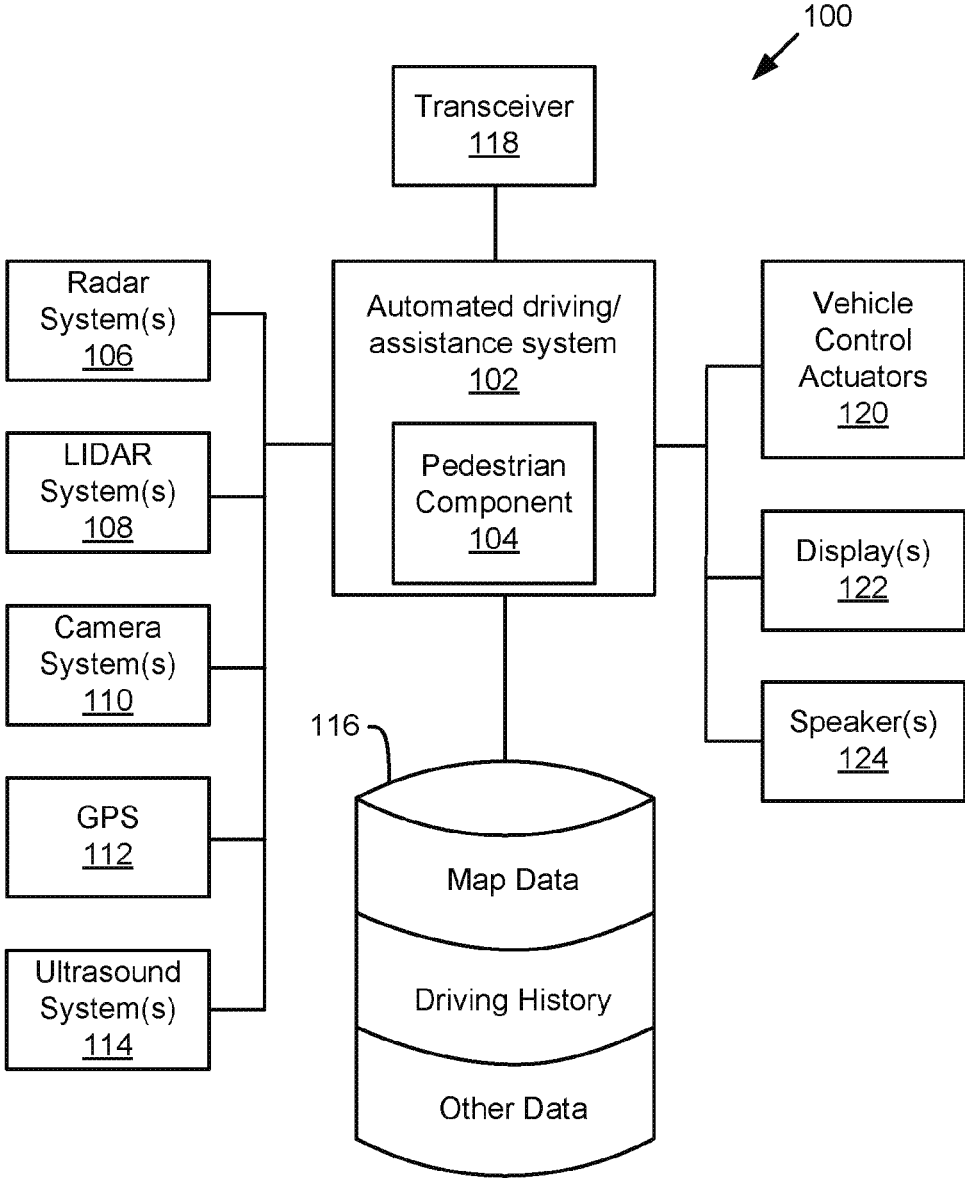 100
Transceiver
118
Radar
System(s)
106
LIDAR
System(s)
108
Camera
System(s)
110
GPS
112
Ultrasound
System(s)
114
Automated driving/
assistance system
102
Pedestrian
Component
104
116
Map Data
Driving History
Other Data
Vehicle
Control
Actuators
120
Display(s)
122
Speaker(s)
124